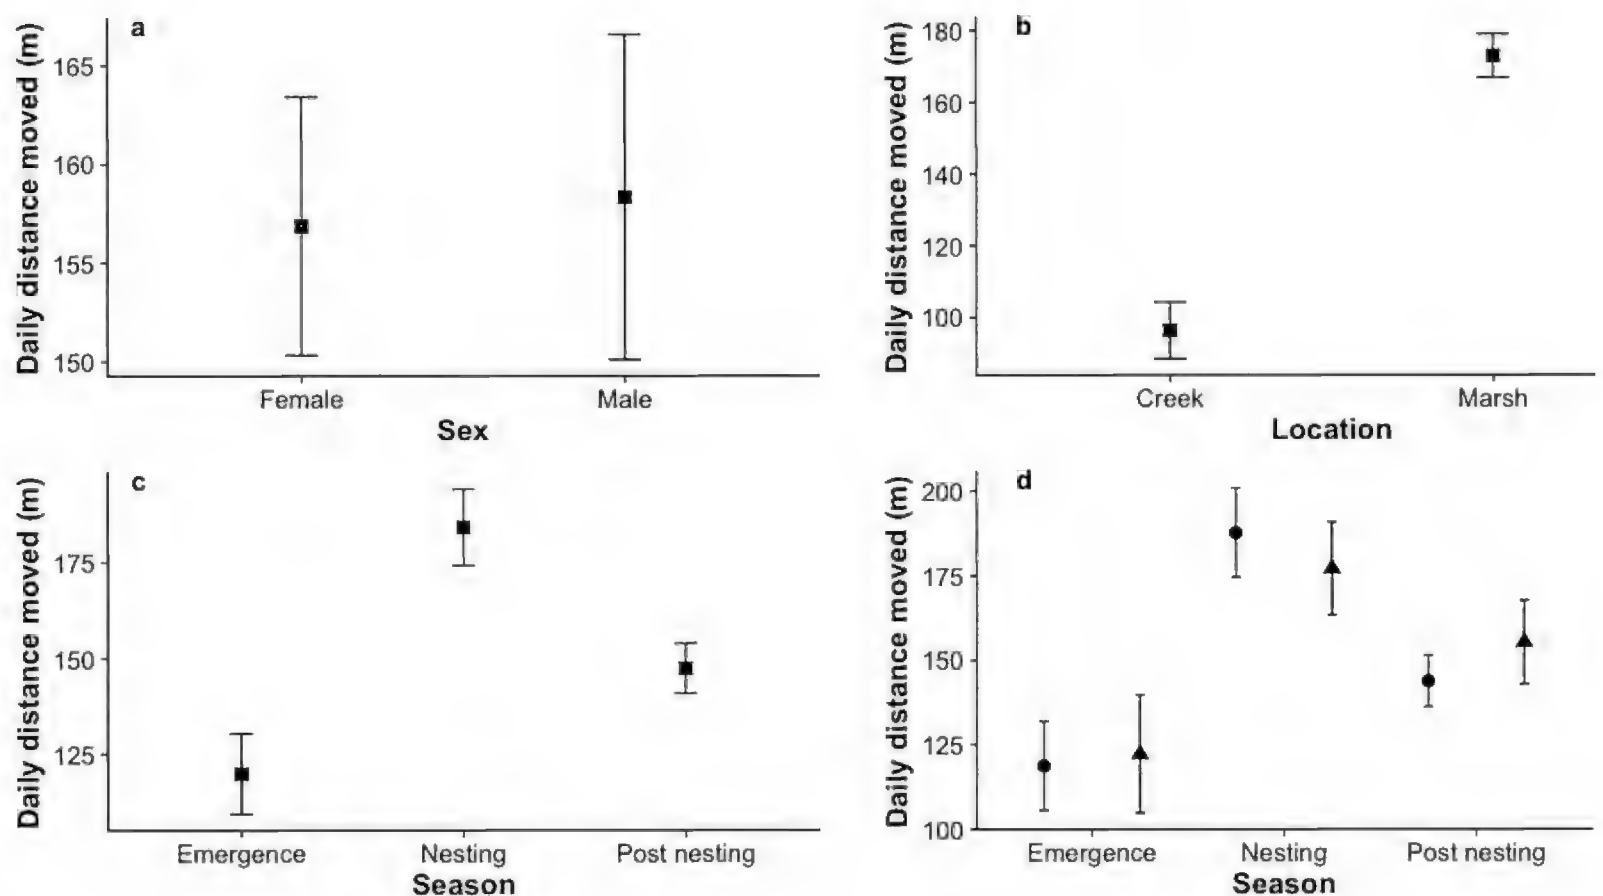 a
Daily distance moved (m)
165
160
155
150
Female Male
Sex
b
Daily distance moved (m)
180
160
140
120
100
Creek Marsh
Location
c
Daily distance moved (m)
175
150
125
Emergence Nesting Post nesting
Season
d
Daily distance moved (m)
200
175
150
125
100
Emergence Nesting Post nesting
Season